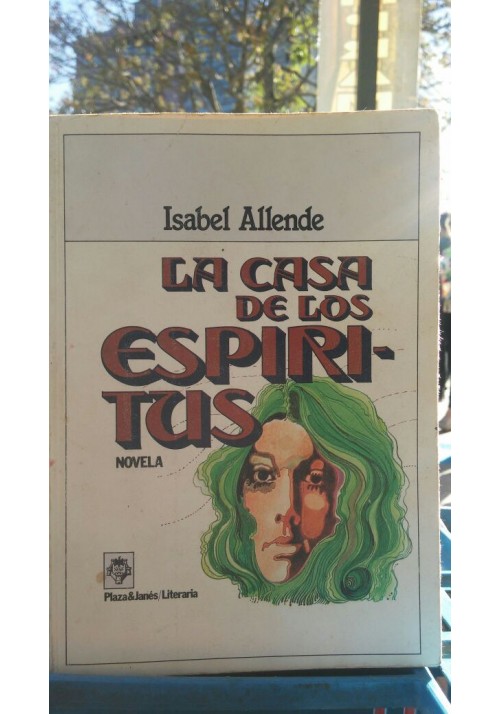 Isabel Allende
LA CASA
DE LOS
ESPIRI-
TUS
NOVELA
Plaza&Janés/Literaria